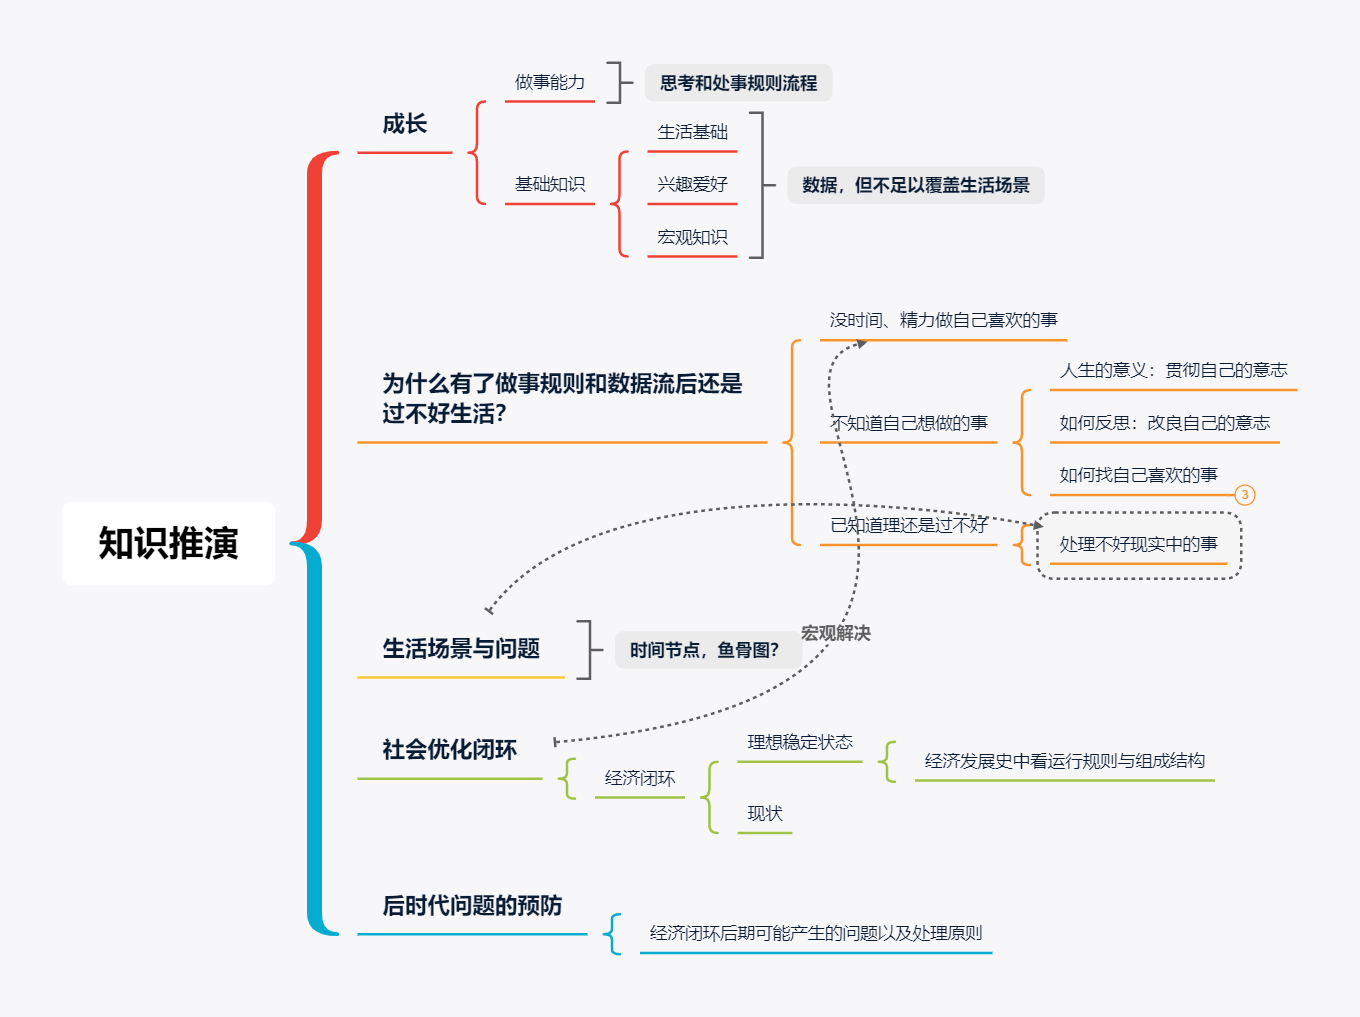 知识推演
成长
做事能力
思考和处事规则流程
基础知识
生活基础
兴趣爱好
宏观知识
数据，但不足以覆盖生活场景
为什么有了做事规则和数据流后还是
过不好生活？
没时间、精力做自己喜欢的事
不知道自己想做的事
人生的意义：贯彻自己的意志
如何反思：改良自己的意志
如何找自己喜欢的事
3
已知道理还是过不好
处理不好现实中的事
生活场景与问题
时间节点，鱼骨图？
宏观解决
社会优化闭环
经济闭环
理想稳定状态
经济发展史中看运行规则与组成结构
现状
后时代问题的预防
经济闭环后期可能产生的问题以及处理原则